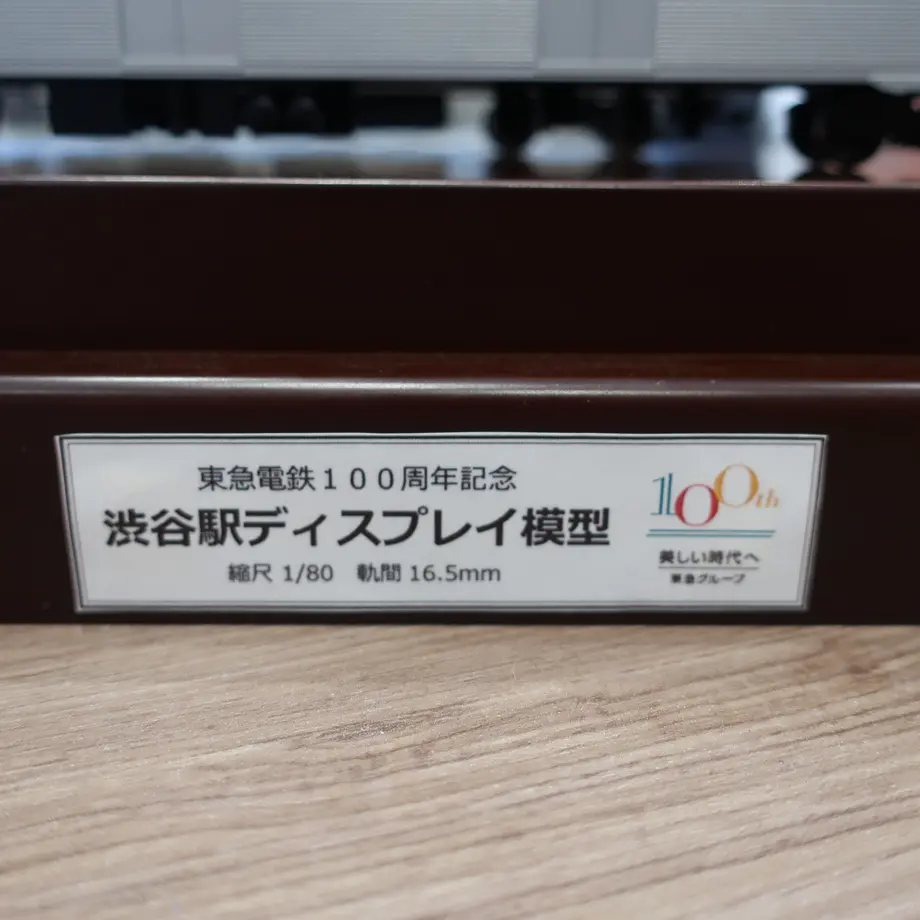 東急電鉄１００周年記念
渋谷駅ディスプレイ模型
縮尺 1/80　軌間 16.5mm
100th
美しい時代へ
東急グループ